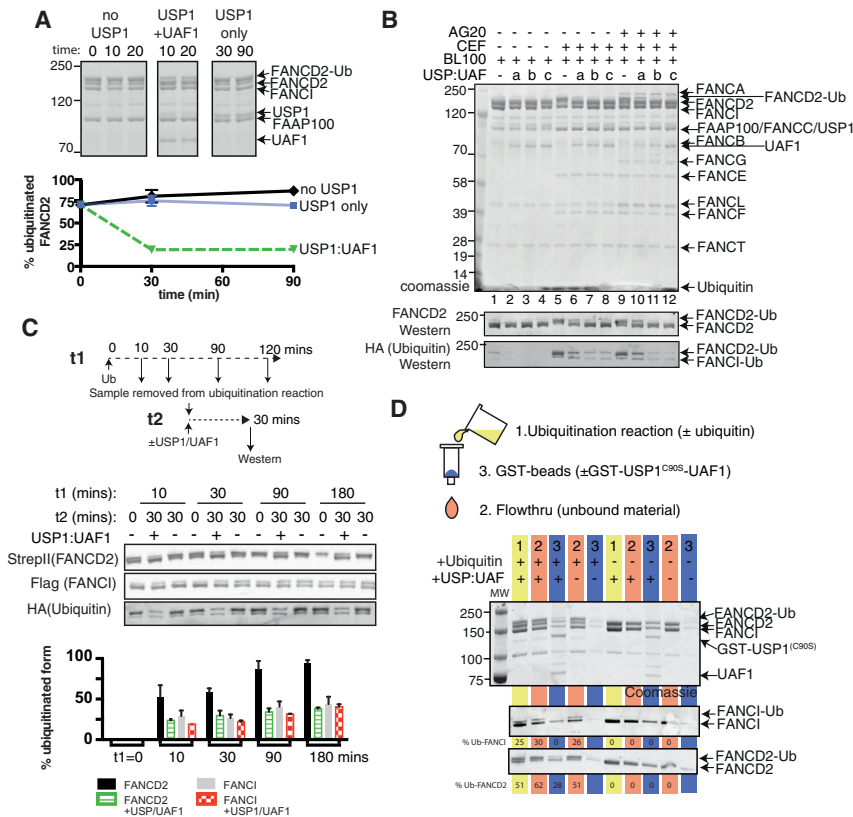 A
no USP1
USP1 +UAF1
USP1 only
time: 0 10 20 10 20 30 90
250
120
70
FANCD2-Ub
FANCD2
FANCI
USP1
FAAP100
UAF1
% ubiquitinated FANCD2
100
75
50
25
0
0 30 60 90
time (min)
no USP1
USP1 only
USP1:UAF1
B
AG20 - - - - - - - - + + + +
CEF - - - - + + + + + + + +
BL100 + + + + + + + + + + + +
USP:UAF - a b c - a b c - a b c
250
120
70
58
39
28
19
14
coomassie
FANCA
FANCD2-Ub
FANCD2
FANCI
FAAP100/FANCC/USP1
FANCB
UAF1
FANCG
FANCE
FANCL
FANCF
FANCT
Ubiquitin
1 2 3 4 5 6 7 8 9 10 11 12
FANCD2 Western
250
FANCD2-Ub
FANCD2
HA (Ubiquitin) Western
250
FANCD2-Ub
FANCI-Ub
C
t1
0 10 30 90 120 mins
Ub
Sample removed from ubiquitination reaction
t2
30 mins
±USP1/UAF1
Western
t1 (mins): 10 30 90 180
t2 (mins): 0 30 30 0 30 30 0 30 30 0 30 30
USP1:UAF1 + - + - + - + -
StrepII(FANCD2)
Flag (FANCI)
HA(Ubiquitin)
% ubiquitinated form
100
50
25
0
t1=0 10 30 90 180 mins
FANCD2
FANCD2 +USP/UAF1
FANCI
FANCI +USP1/UAF1
D
1.Ubiquitination reaction (± ubiquitin)
3. GST-beads (±GST-USP1C90S-UAF1)
2. Flowthru (unbound material)
1 2 3 2 3 1 2 3 2 3
+Ubiquitin + + + + + - - - - -
+USP:UAF + + + - - + + + - -
MW
250
150
100
75
FANCD2-Ub
FANCD2
FANCI
GST-USP1(C90S)
UAF1
Coomassie
FANCI-Ub
FANCI
% Ub-FANCI 25 30 0 26 0 0 0 0
FANCD2-Ub
FANCD2
% Ub-FANCD2 51 62 28 51 0 0 0 0